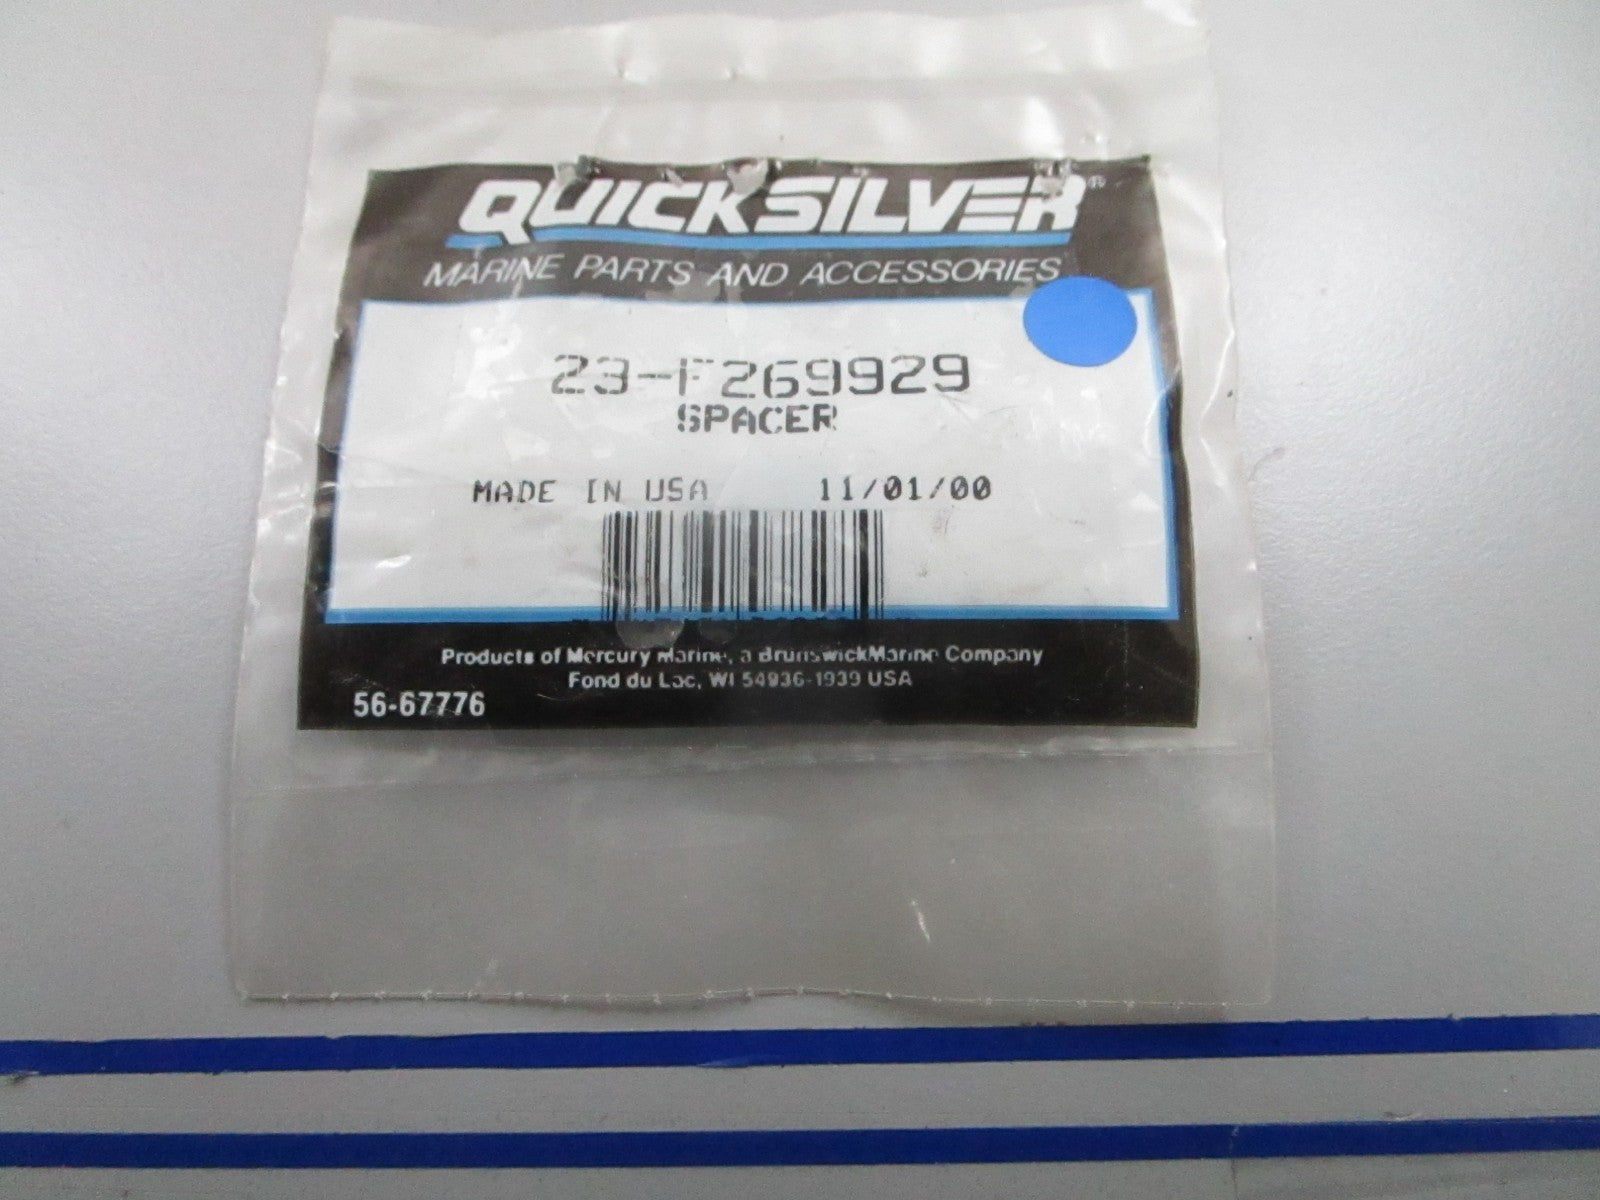 QUICKSILVER®
MARINE PARTS AND ACCESSORIES
23-F269929
SPACER
MADE IN USA 11/01/00
Products of Mercury Marine, a BrunswickMarine Company
Fond du Lac, WI 54936-1939 USA
56-67776